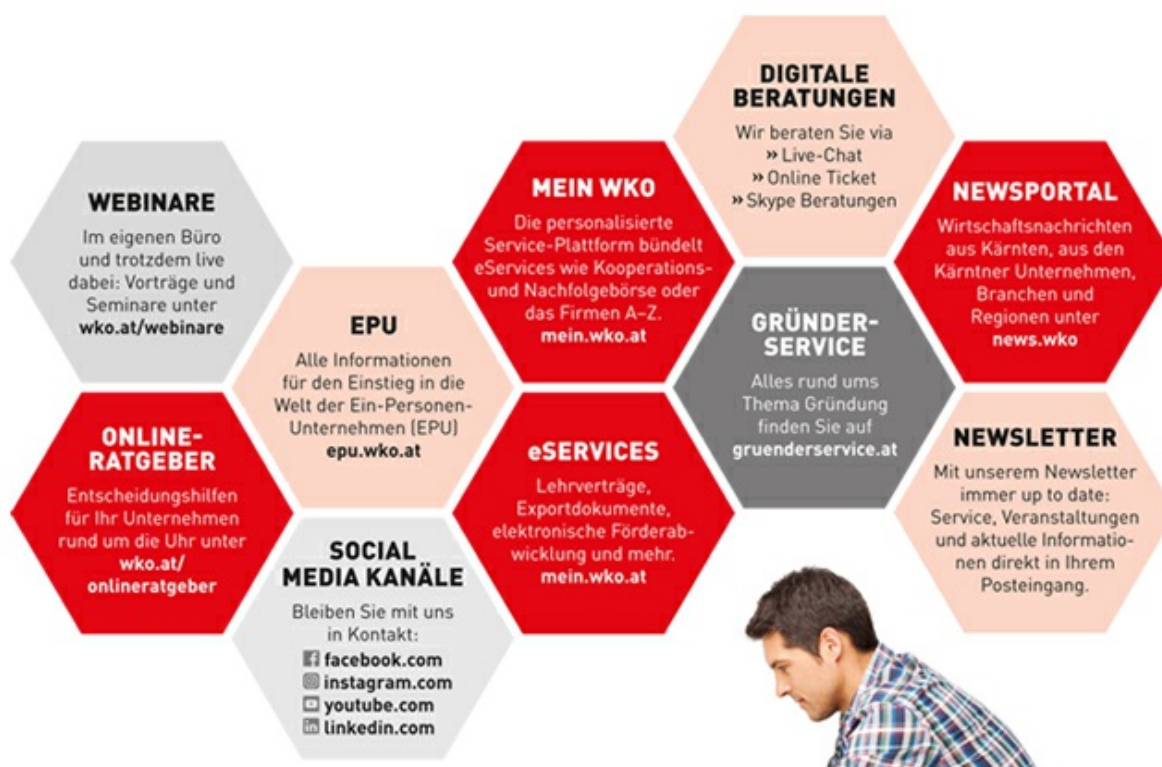 WEBINARE
Im eigenen Büro
und trotzdem live
dabei: Vorträge und
Seminare unter
wko.at/webinare
ONLINE-
RATGEBER
Entscheidungshilfen
für Ihr Unternehmen
rund um die Uhr unter
wko.at/
onlineratgeber
EPU
Alle Informationen
für den Einstieg in die
Welt der Ein-Personen-
Unternehmen (EPU)
epu.wko.at
SOCIAL
MEDIA KANÄLE
Bleiben Sie mit uns
in Kontakt:
facebook.com
instagram.com
youtube.com
linkedin.com
MEIN WKO
Die personalisierte
Service-Plattform bündelt
eServices wie Kooperations-
und Nachfolgebörse oder
das Firmen A–Z.
mein.wko.at
eSERVICES
Lehrverträge,
Exportdokumente,
elektronische Förderab-
wicklung und mehr.
mein.wko.at
DIGITALE
BERATUNGEN
Wir beraten Sie via
» Live-Chat
» Online Ticket
» Skype Beratungen
GRÜNDER-
SERVICE
Alles rund ums
Thema Gründung
finden Sie auf
gruenderservice.at
NEWSPORTAL
Wirtschaftsnachrichten
aus Kärnten, aus den
Kärntner Unternehmen,
Branchen und
Regionen unter
news.wko
NEWSLETTER
Mit unserem Newsletter
immer up to date:
Service, Veranstaltungen
und aktuelle Informatio-
nen direkt in Ihrem
Posteingang.